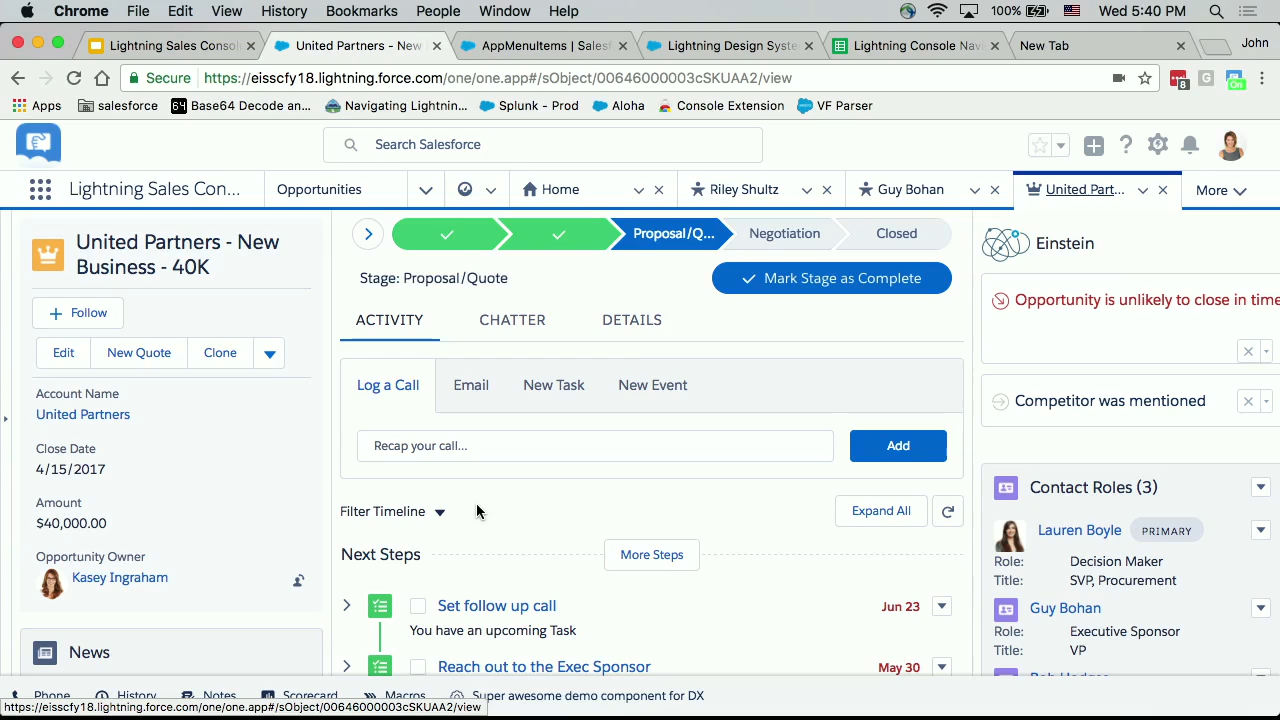 Chrome File Edit View History Bookmarks People Window Help 100% Wed 5:40 PM
Lightning Sales Consol United Partners - New AppMenuItems | Salesf Lightning Design Syste Lightning Console Navi New Tab John
Secure https://eisscfy18.lightning.force.com/one/one.app#/sObject/00646000003cSKUAA2/view 8
Apps salesforce 64 Base64 Decode an... Navigating Lightnin... Splunk - Prod Aloha Console Extension VF Parser On
Search Salesforce
Lightning Sales Con... Opportunities Home Riley Shultz Guy Bohan United Part... More
United Partners - New
Business - 40K
Follow
Edit New Quote Clone
Account Name
United Partners
Close Date
4/15/2017
Amount
$40,000.00
Opportunity Owner
Kasey Ingraham
News
Proposal/Q... Negotiation Closed
Stage: Proposal/Quote Mark Stage as Complete
ACTIVITY CHATTER DETAILS
Log a Call Email New Task New Event
Recap your call... Add
Filter Timeline Expand All
Next Steps More Steps
Set follow up call Jun 23
You have an upcoming Task
Reach out to the Exec Sponsor May 30
Einstein
Opportunity is unlikely to close in time
Competitor was mentioned
Contact Roles (3)
Lauren Boyle PRIMARY
Role: Decision Maker
Title: SVP, Procurement
Guy Bohan
Role: Executive Sponsor
Title: VP
Phone History Notes Scorecard Macros Super awesome demo component for DX
https://eisscfy18.lightning.force.com/one/one.app#/sObject/00646000003cSKUAA2/view